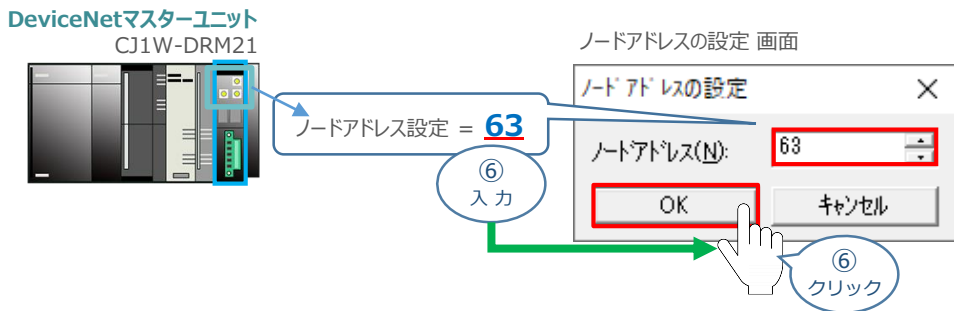 DeviceNetマスターユニット
CJ1W-DRM21
ノードアドレスの設定 画面
ノードアドレスの設定
ノードアドレス設定 = 63
ノードアドレス(N):
63
⑥
入 力
OK
キャンセル
⑥
クリック